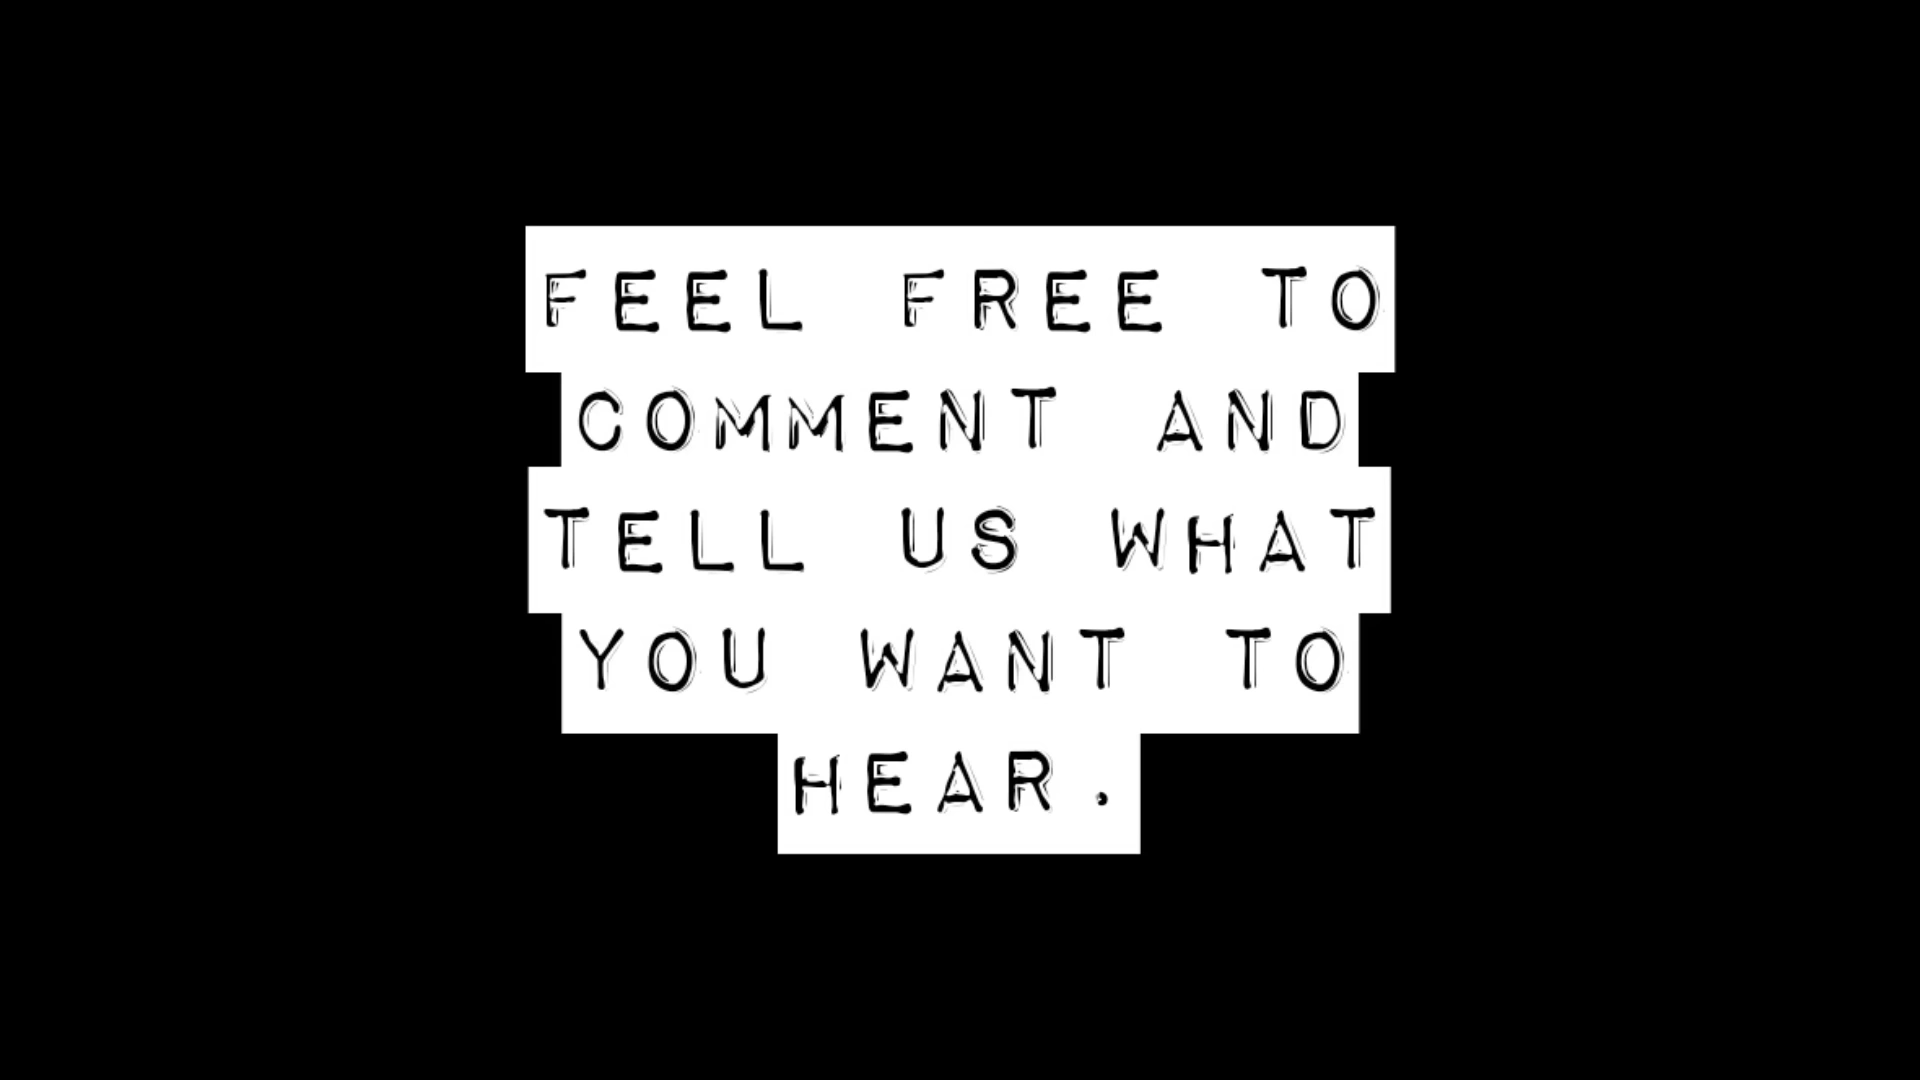 FEEL FREE TO
COMMENT AND
TELL US WHAT
YOU WANT TO
HEAR.